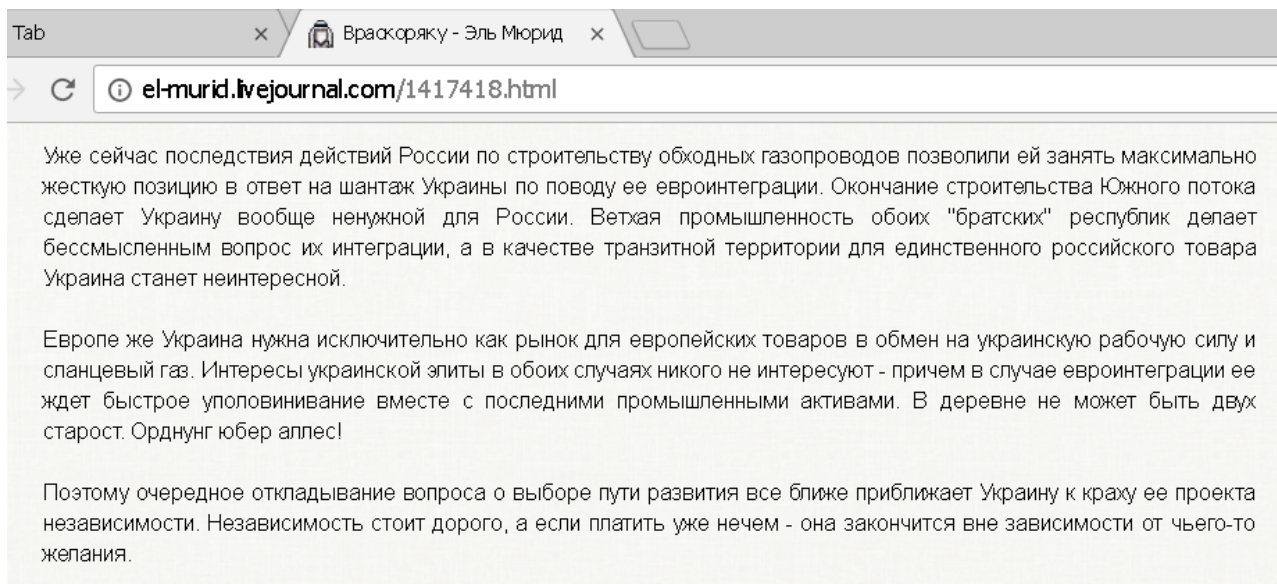 Tab
Враскоряку - Эль Мюрид
el-murid.livejournal.com/1417418.html
Уже сейчас последствия действий России по строительству обходных газопроводов позволили ей занять максимально
жесткую позицию в ответ на шантаж Украины по поводу ее евроинтеграции. Окончание строительства Южного потока
сделает Украину вообще ненужной для России. Ветхая промышленность обоих "братских" республик делает
бессмысленным вопрос их интеграции, а в качестве транзитной территории для единственного российского товара
Украина станет неинтересной.
Европе же Украина нужна исключительно как рынок для европейских товаров в обмен на украинскую рабочую силу и
сланцевый газ. Интересы украинской элиты в обоих случаях никого не интересуют - причем в случае евроинтеграции ее
ждет быстрое уполовинивание вместе с последними промышленными активами. В деревне не может быть двух
старост. Орднунг юбер аллес!
Поэтому очередное откладывание вопроса о выборе пути развития все ближе приближает Украину к краху ее проекта
независимости. Независимость стоит дорого, а если платить уже нечем - она закончится вне зависимости от чьего-то
желания.